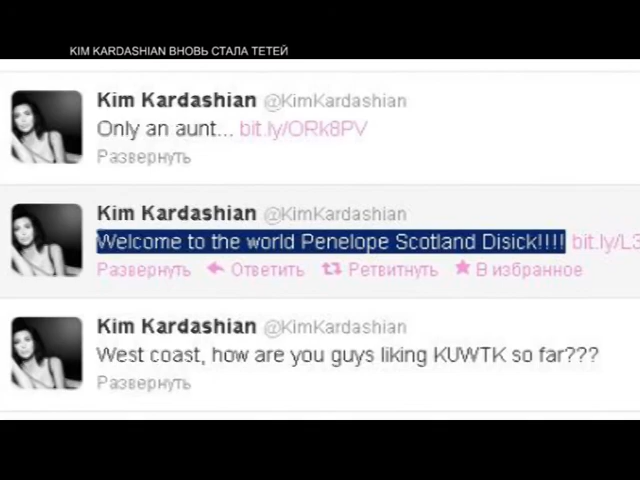 KIM KARDASHIAN ВНОВЬ СТАЛА ТЕТЕЙ
Kim Kardashian @KimKardashian
Only an aunt... bit.ly/ORk8PV
Развернуть
Kim Kardashian @KimKardashian
Welcome to the world Penelope Scotland Disick!!!! bit.ly/L3
Развернуть Ответить Ретвитнуть В избранное
Kim Kardashian @KimKardashian
West coast, how are you guys liking KUWTK so far???
Развернуть